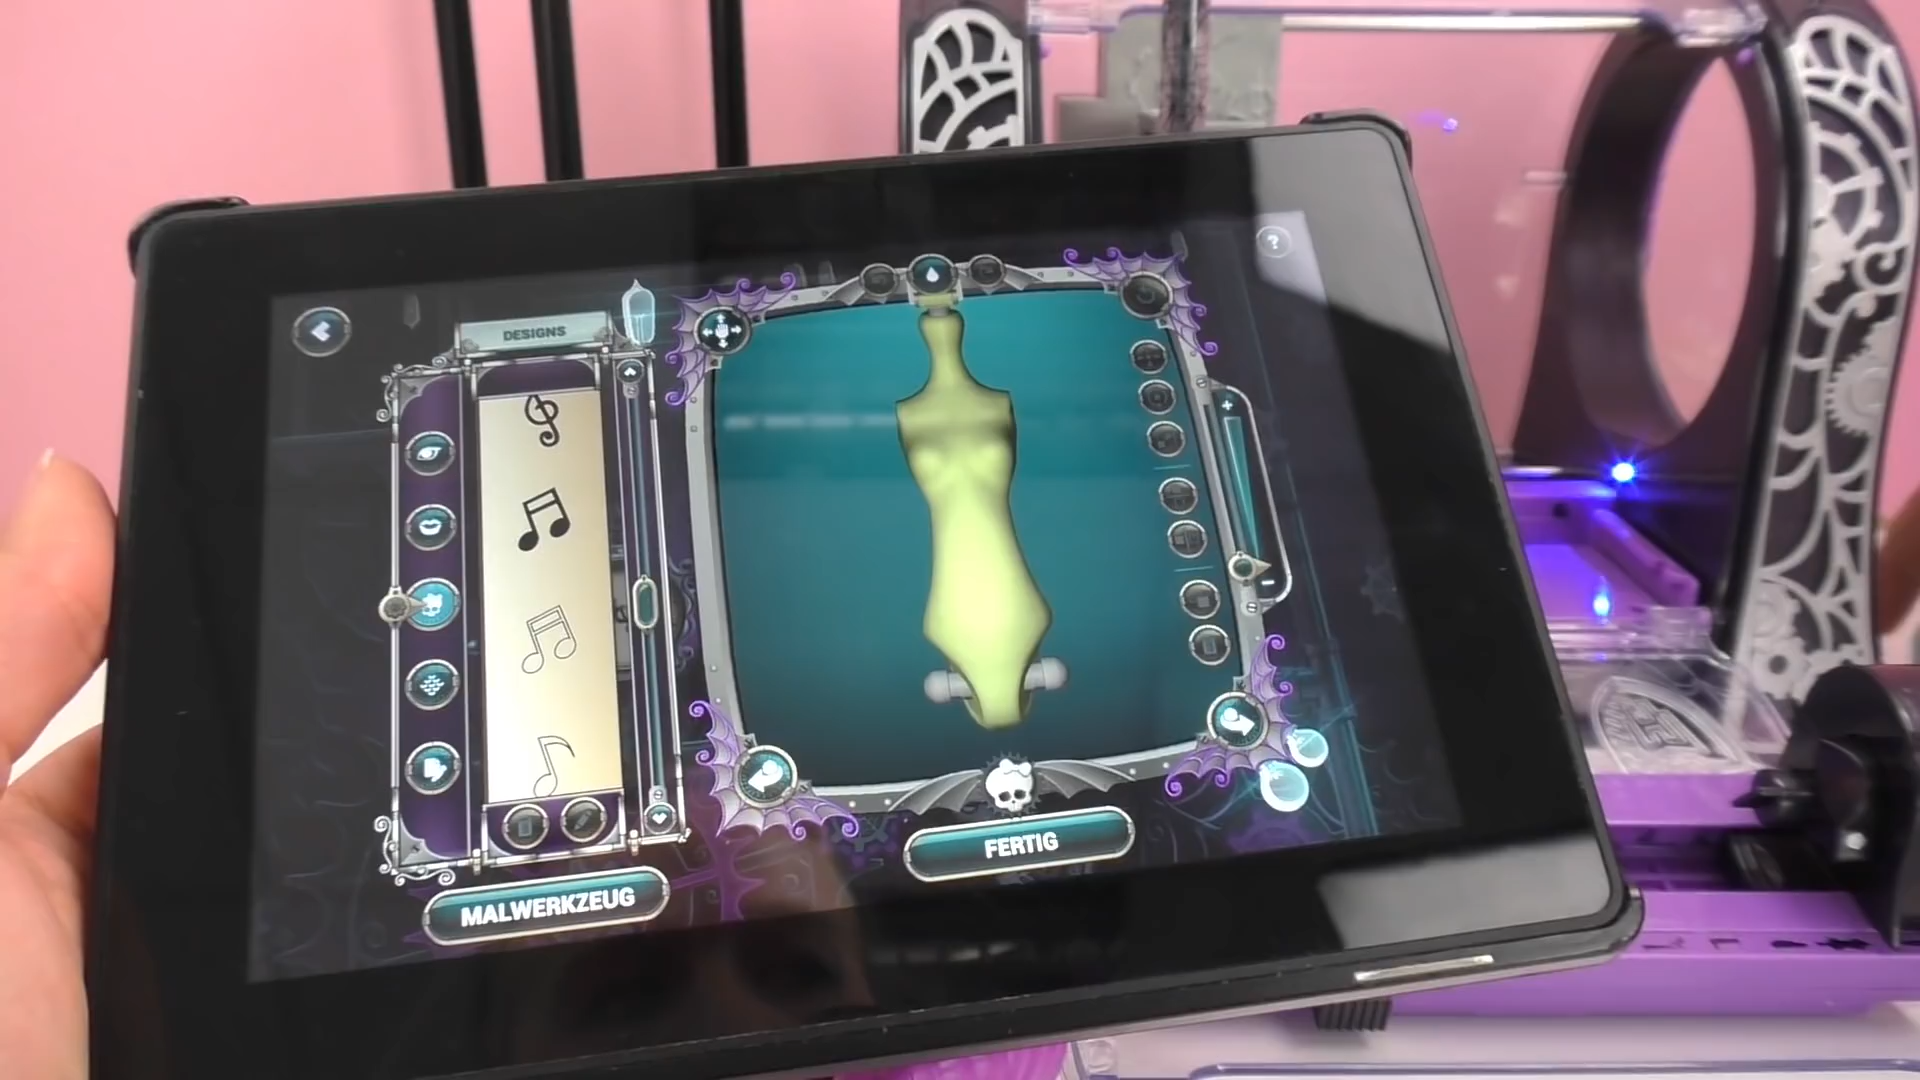 ?
DESIGNS
+
-
FERTIG
MALWERKZEUG